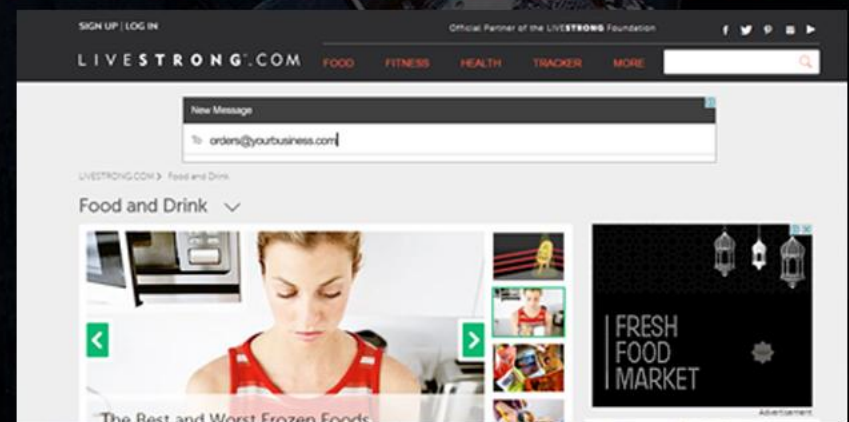 SIGN UP | LOG IN
Official Partner of the LIVESTRONG Foundation
LIVESTRONG.COM
FOOD FITNESS HEALTH TRACKER MORE
New Message
To orders@yourbusiness.com
LIVESTRONG.COM > Food and Drink
Food and Drink
FRESH
FOOD
MARKET
Advertisement
The Best and Worst Frozen Foods